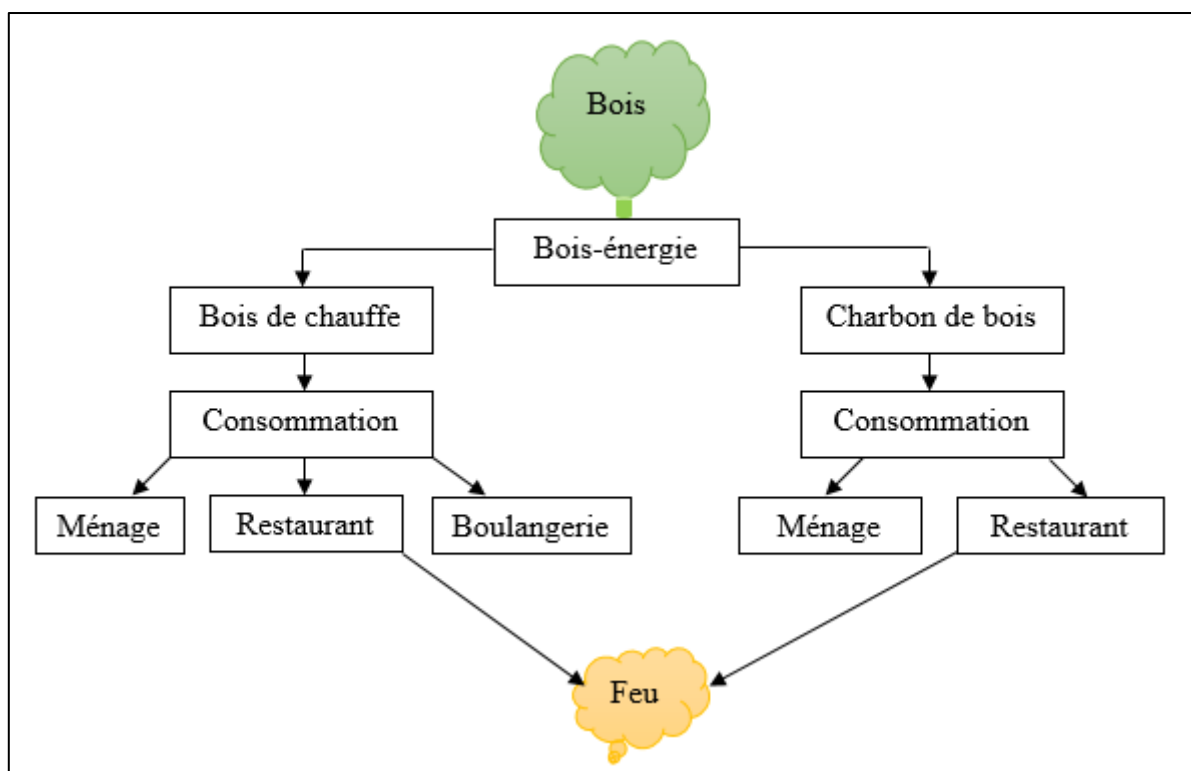 Bois
Bois-énergie
Bois de chauffe
Charbon de bois
Consommation
Consommation
Ménage
Restaurant
Boulangerie
Ménage
Restaurant
Feu